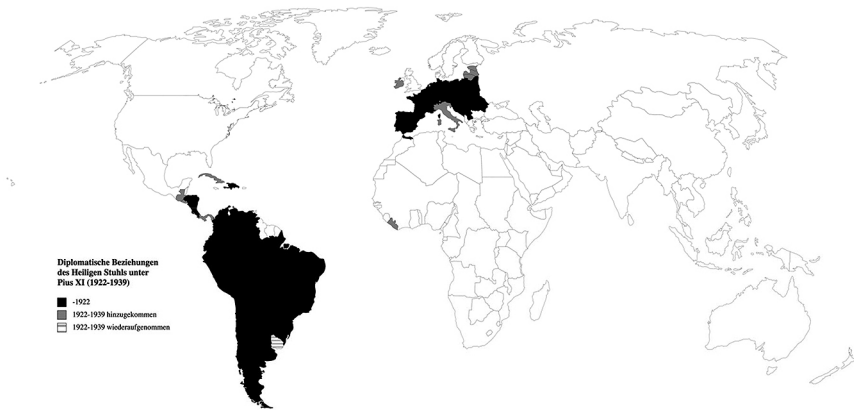 Diplomatische Beziehungen
des Heiligen Stuhls unter
Pius XI (1922-1939)
-1922
1922-1939 hinzugekommen
1922-1939 wiederaufgenommen